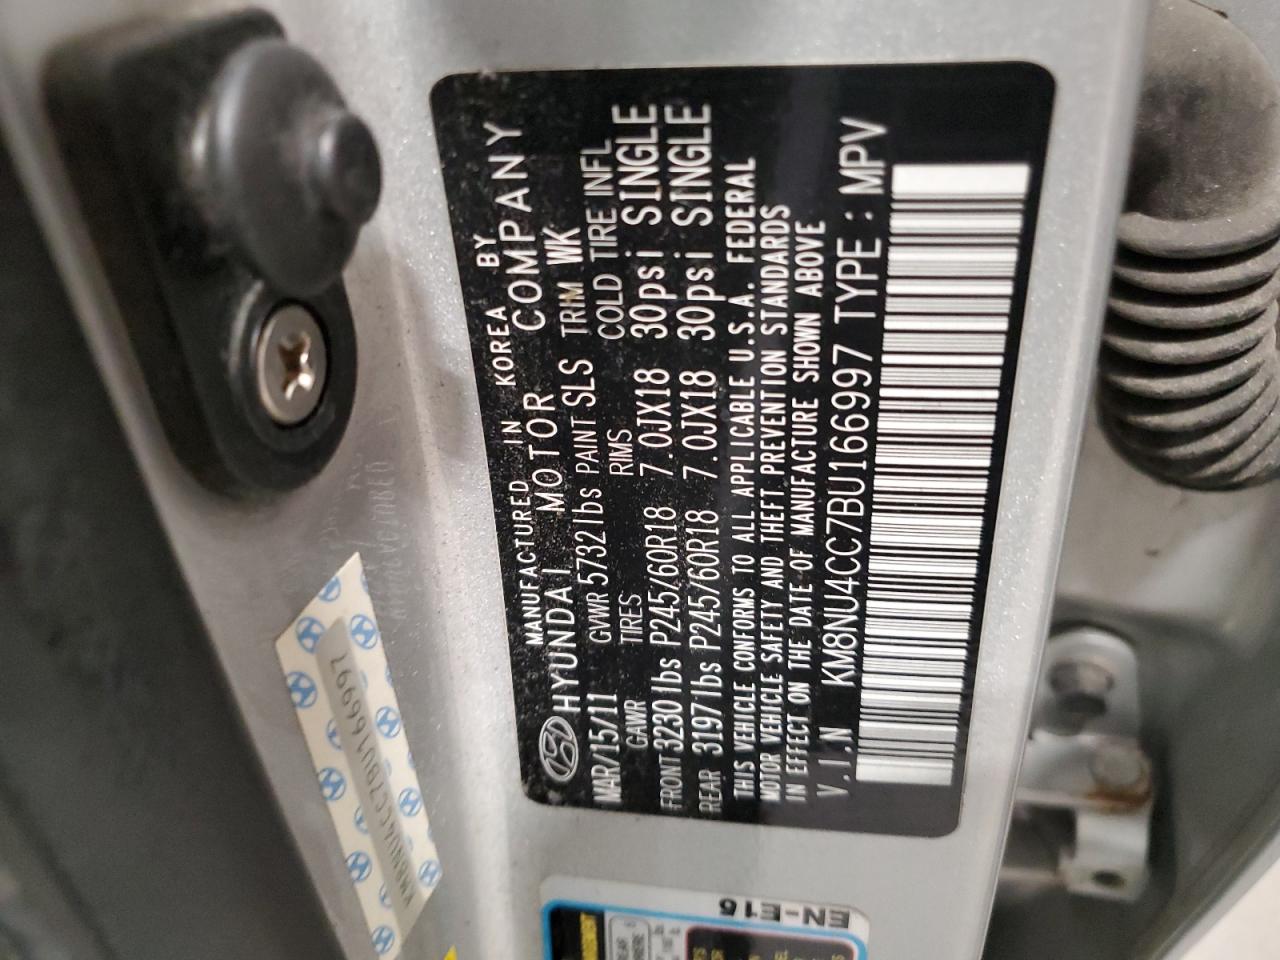 MANUFACTURED IN KOREA BY
HYUNDAI MOTOR COMPANY
MAR/15/11 GVWR 5732lbs PAINT SLS TRIM WK
GAWR TIRES RIMS COLD TIRE INFL
FRONT 3230lbs P245/60R18 7.0JX18 30psi SINGLE
REAR 3197lbs P245/60R18 7.0JX18 30psi SINGLE
THIS VEHICLE CONFORMS TO ALL APPLICABLE U.S.A. FEDERAL
MOTOR VEHICLE SAFETY AND THEFT PREVENTION STANDARDS
IN EFFECT ON THE DATE OF MANUFACTURE SHOWN ABOVE
V.I.N KM8NU4CC7BU166997 TYPE : MPV
KM8NU4CC7BU166997
EN-E16